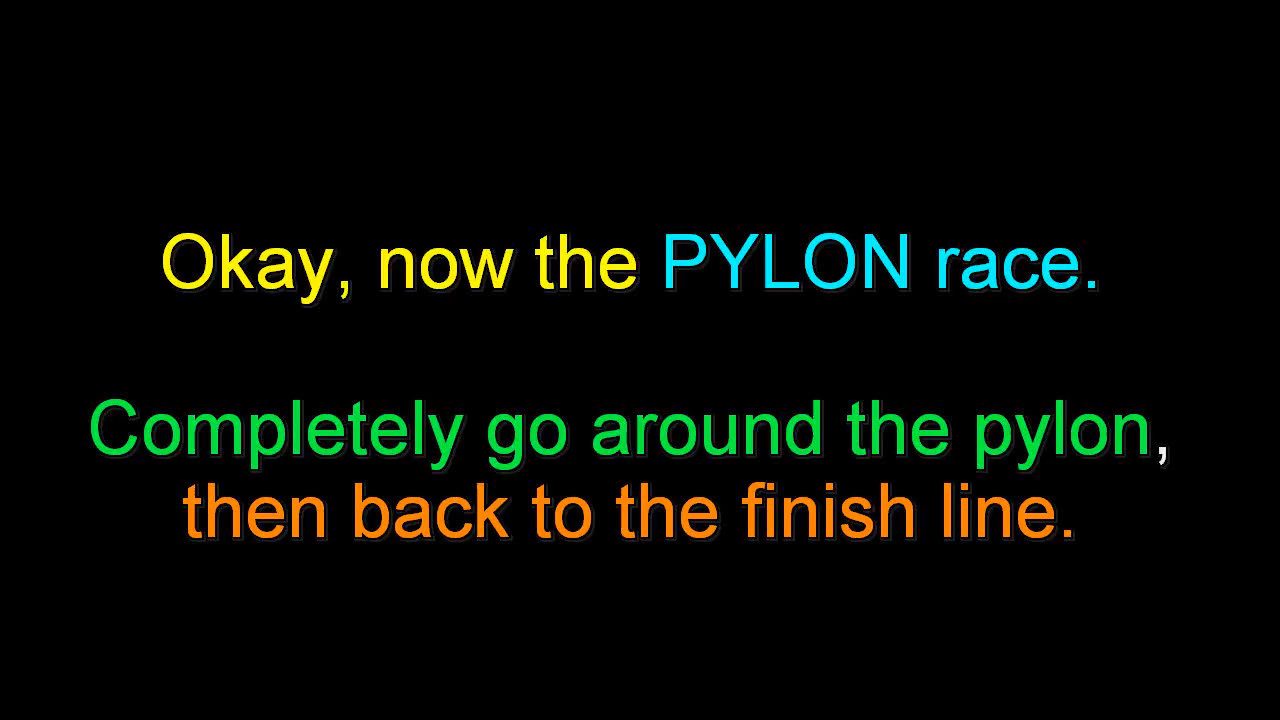 Okay, now the PYLON race.
Completely go around the pylon,
then back to the finish line.